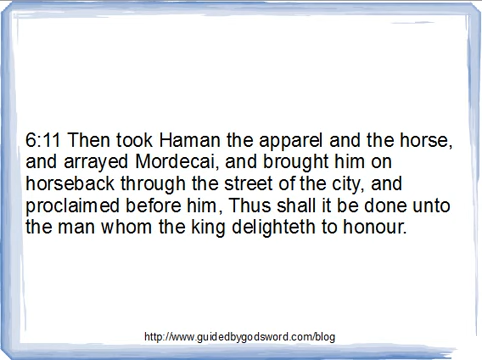 6:11 Then took Haman the apparel and the horse,
and arrayed Mordecai, and brought him on
horseback through the street of the city, and
proclaimed before him, Thus shall it be done unto
the man whom the king delighteth to honour.
http://www.guidedbygodsword.com/blog